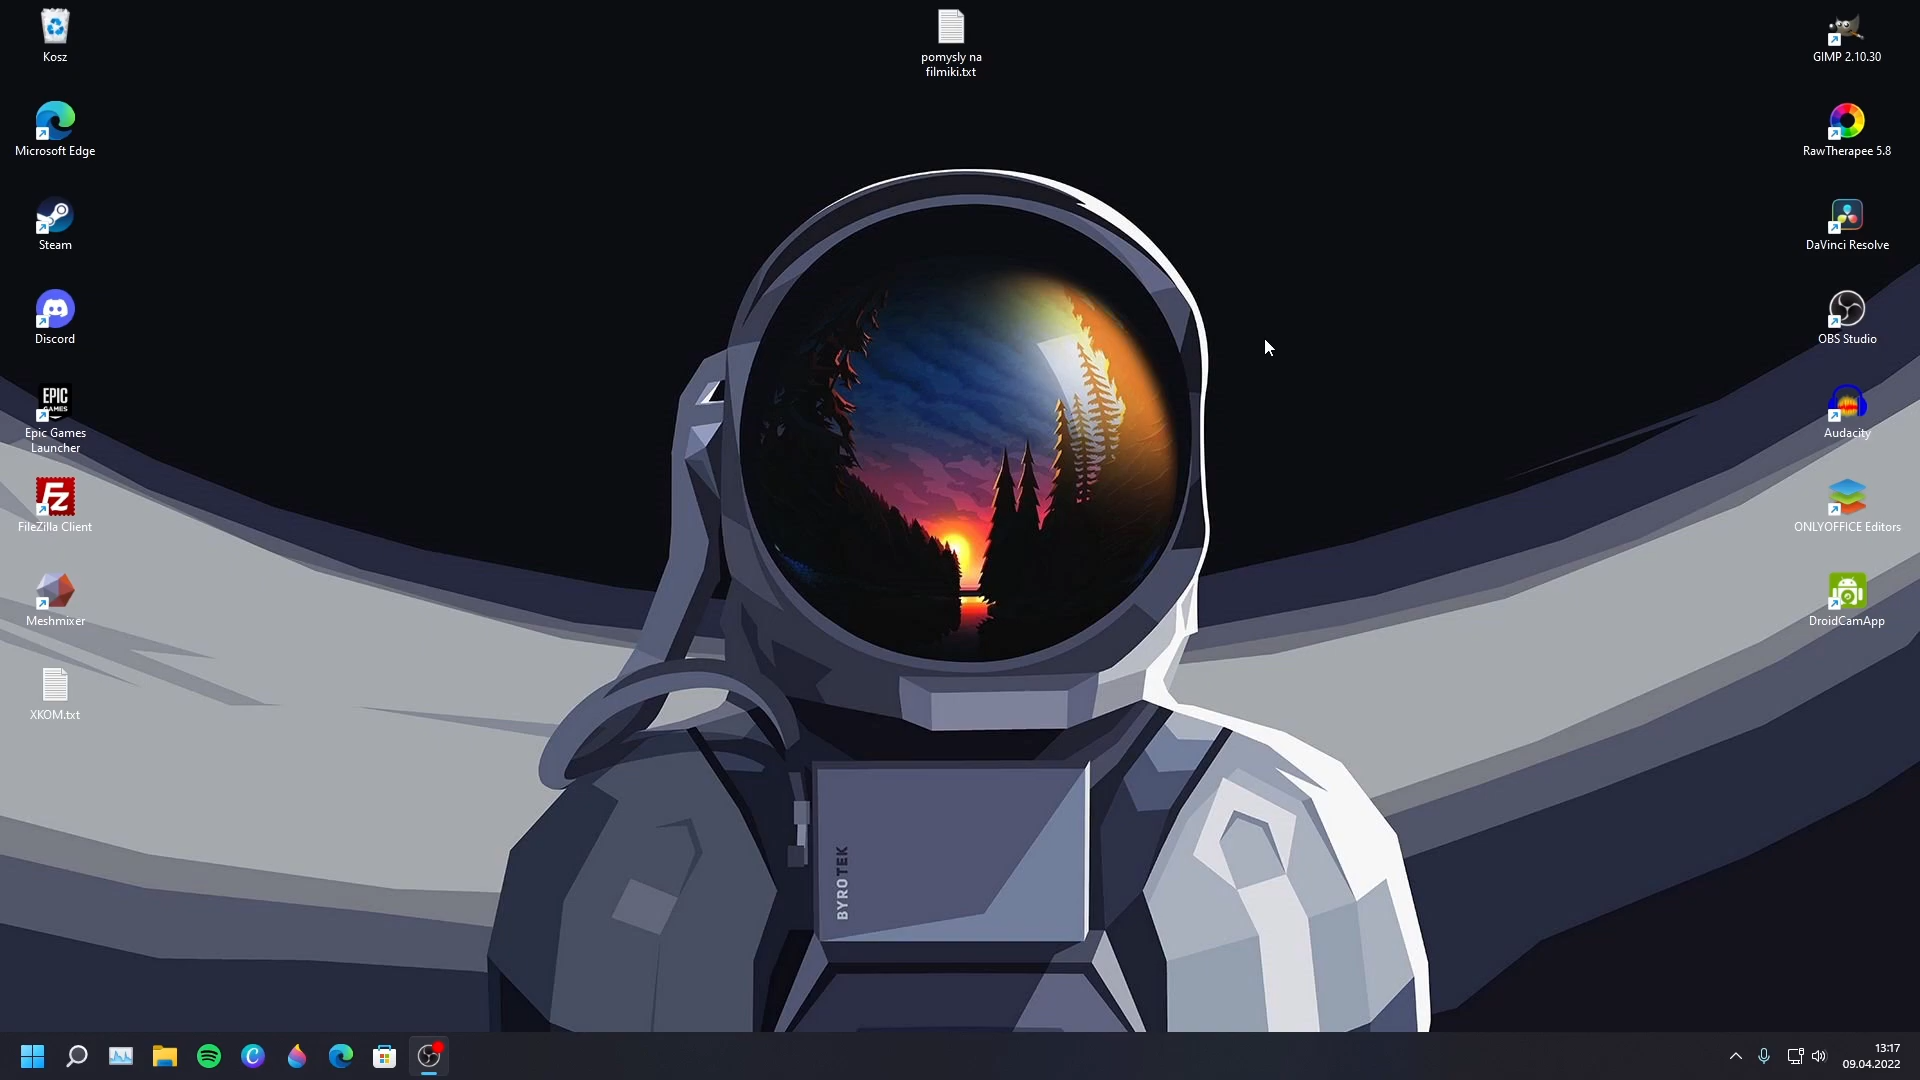 Kosz
Microsoft Edge
Steam
Discord
EPIC
GAMES
Epic Games
Launcher
Fz
FileZilla Client
Meshmixer
XKOM.txt
pomysly na
filmiki.txt
GIMP 2.10.30
RawTherapee 5.8
DaVinci Resolve
OBS Studio
Audacity
ONLYOFFICE Editors
DroidCamApp
BYROTEK
13:17
09.04.2022